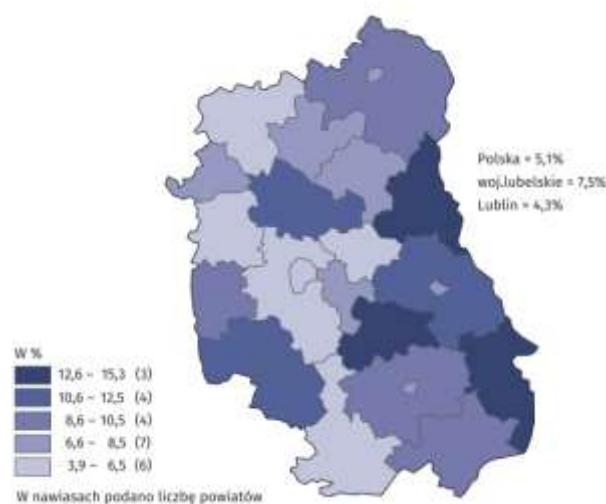 Polska = 5,1%
woj.lubelskie = 7,5%
Lublin = 4,3%
W %
12,6 – 15,3 (3)
10,6 – 12,5 (4)
8,6 – 10,5 (4)
6,6 – 8,5 (7)
3,9 – 6,5 (6)
W nawiasach podano liczbę powiatów